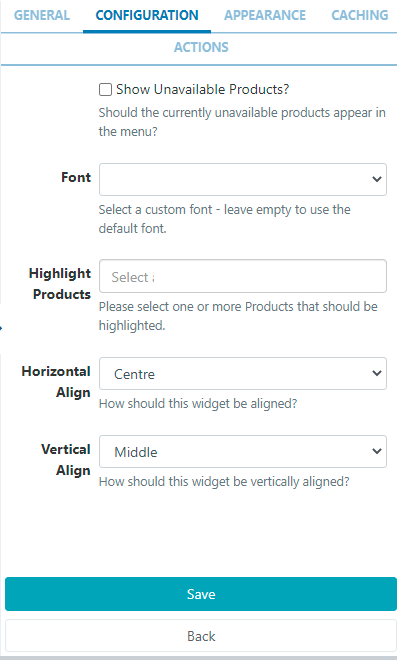 GENERAL CONFIGURATION APPEARANCE CACHING
ACTIONS
Show Unavailable Products?
Should the currently unavailable products appear in
the menu?
Font
Select a custom font - leave empty to use the
default font.
Highlight
Products
Select a
Please select one or more Products that should be
highlighted.
Horizontal
Align
Centre
How should this widget be aligned?
Vertical
Align
Middle
How should this widget be vertically aligned?
Save
Back